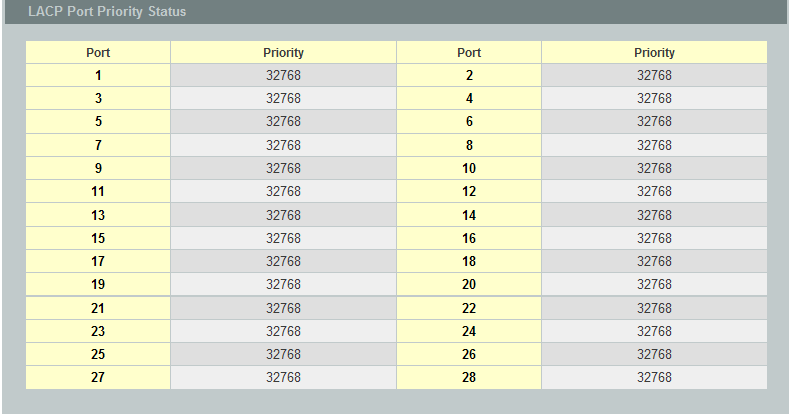 LACP Port Priority Status
Port Priority Port Priority
1 32768 2 32768
3 32768 4 32768
5 32768 6 32768
7 32768 8 32768
9 32768 10 32768
11 32768 12 32768
13 32768 14 32768
15 32768 16 32768
17 32768 18 32768
19 32768 20 32768
21 32768 22 32768
23 32768 24 32768
25 32768 26 32768
27 32768 28 32768